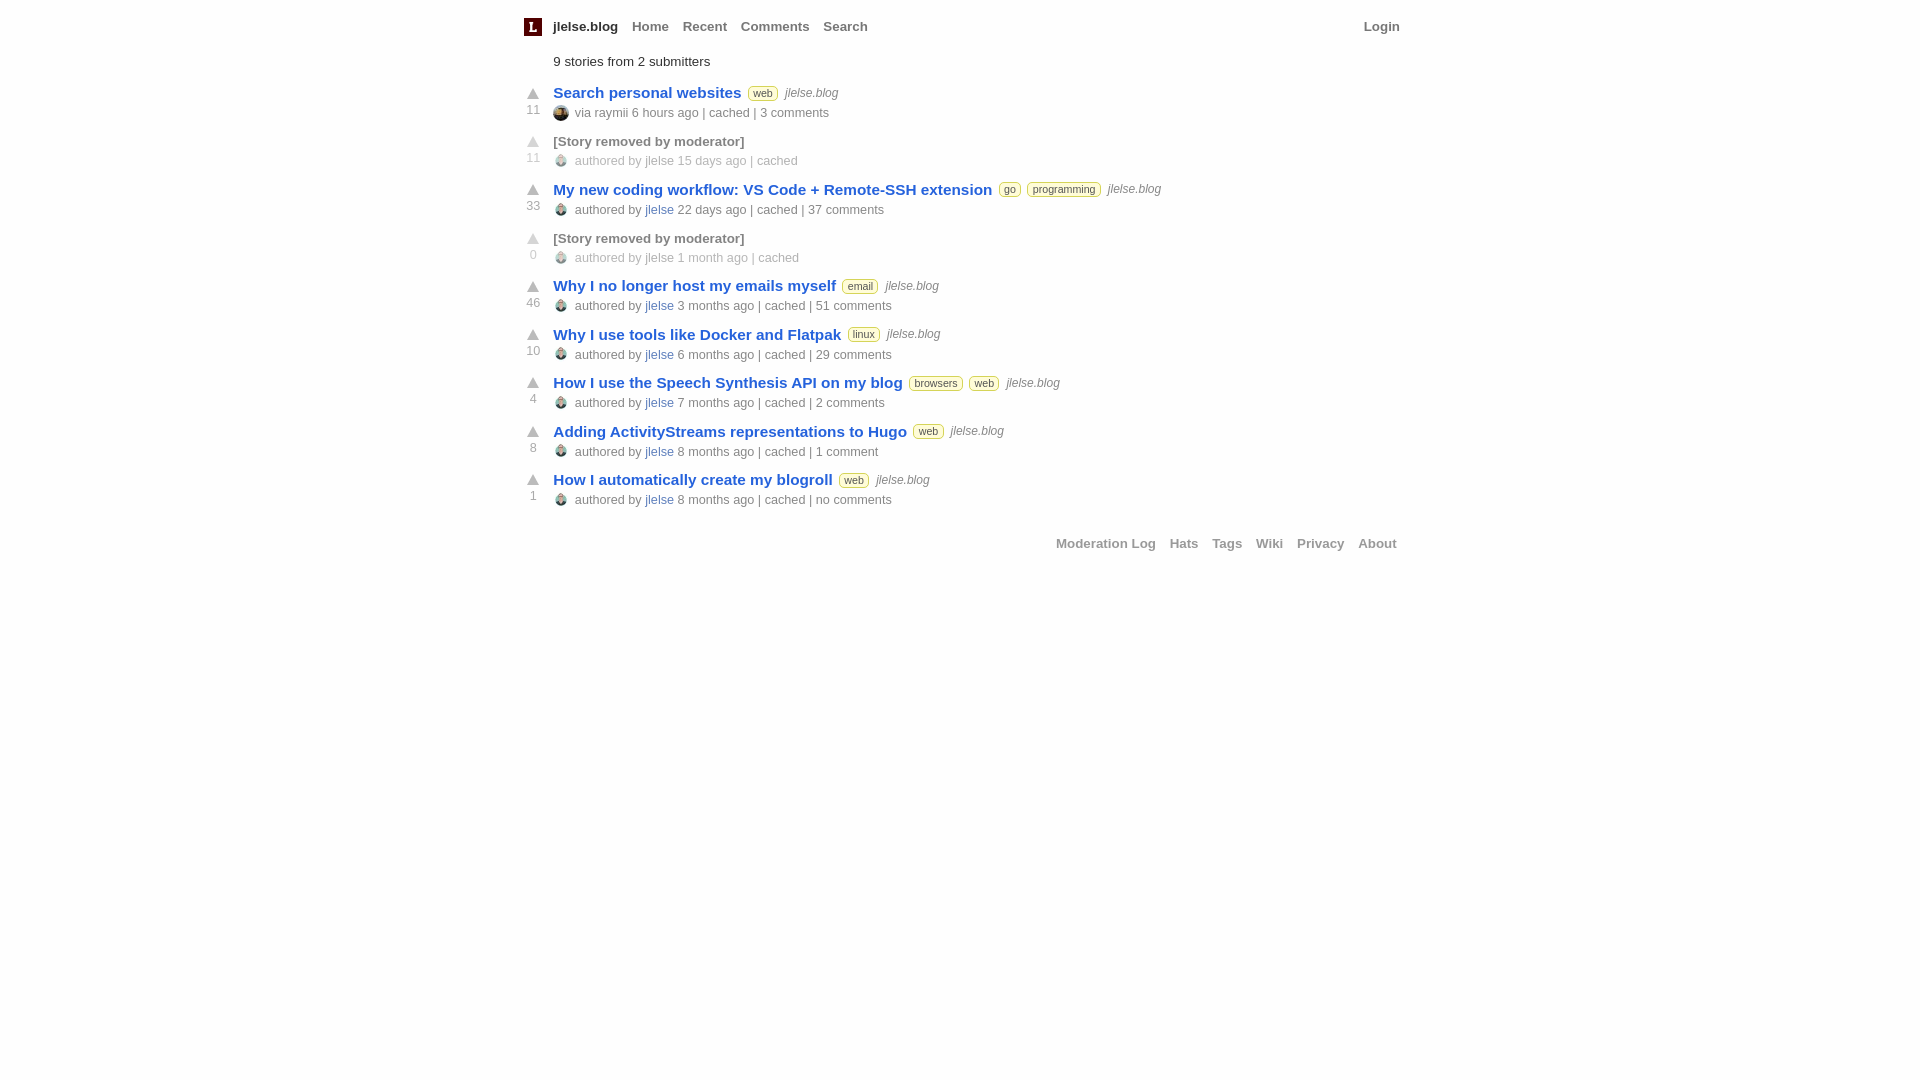 L jlelse.blog Home Recent Comments Search Login
9 stories from 2 submitters
Search personal websites web jlelse.blog
11
via raymii 6 hours ago | cached | 3 comments
[Story removed by moderator]
11
authored by jlelse 15 days ago | cached
My new coding workflow: VS Code + Remote-SSH extension go programming jlelse.blog
33
authored by jlelse 22 days ago | cached | 37 comments
[Story removed by moderator]
0
authored by jlelse 1 month ago | cached
Why I no longer host my emails myself email jlelse.blog
46
authored by jlelse 3 months ago | cached | 51 comments
Why I use tools like Docker and Flatpak linux jlelse.blog
10
authored by jlelse 6 months ago | cached | 29 comments
How I use the Speech Synthesis API on my blog browsers web jlelse.blog
4
authored by jlelse 7 months ago | cached | 2 comments
Adding ActivityStreams representations to Hugo web jlelse.blog
8
authored by jlelse 8 months ago | cached | 1 comment
How I automatically create my blogroll web jlelse.blog
1
authored by jlelse 8 months ago | cached | no comments
Moderation Log Hats Tags Wiki Privacy About